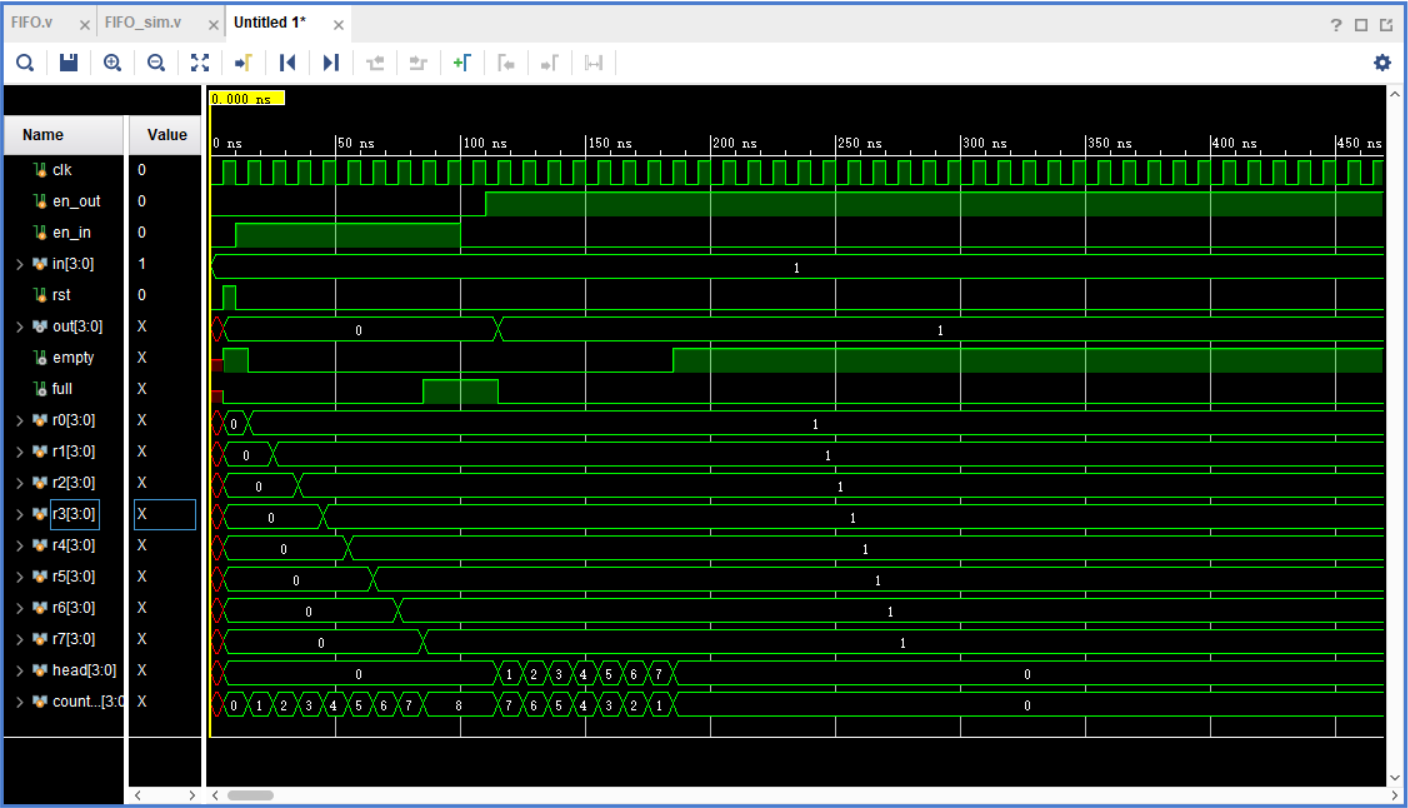 FIFO.v × FIFO_sim.v × Untitled 1* ×
?
0.000 ns
Name Value
0 ns 50 ns 100 ns 150 ns 200 ns 250 ns 300 ns 350 ns 400 ns 450 ns
clk 0
en_out 0
en_in 0
in[3:0] 1 1
rst 0
out[3:0] X 0 1
empty X
full X
r0[3:0] X 0 1
r1[3:0] X 0 1
r2[3:0] X 0 1
r3[3:0] X 0 1
r4[3:0] X 0 1
r5[3:0] X 0 1
r6[3:0] X 0 1
r7[3:0] X 0 1
head[3:0] X 0 1 2 3 4 5 6 7 0
count...[3:0 X 0 1 2 3 4 5 6 7 8 7 6 5 4 3 2 1 0